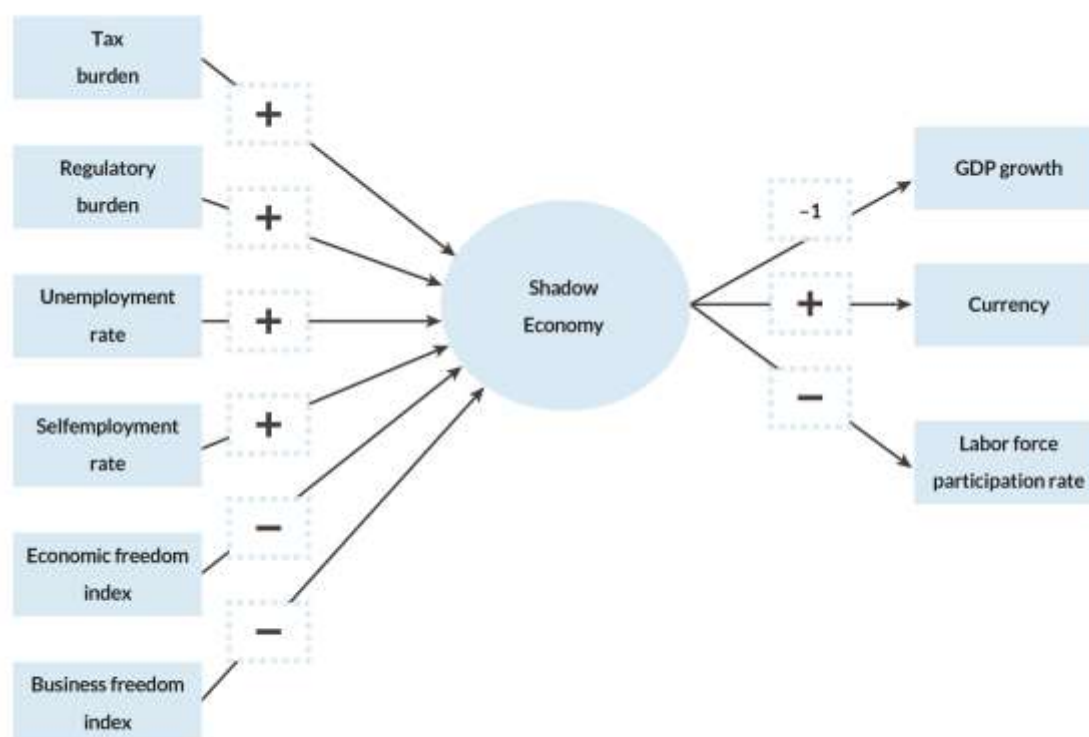 Tax
burden
+
Regulatory
burden
+
Unemployment
rate
+
Selfemployment
rate
+
Economic freedom
index
−
Business freedom
index
−
Shadow
Economy
−1
GDP growth
+
Currency
−
Labor force
participation rate